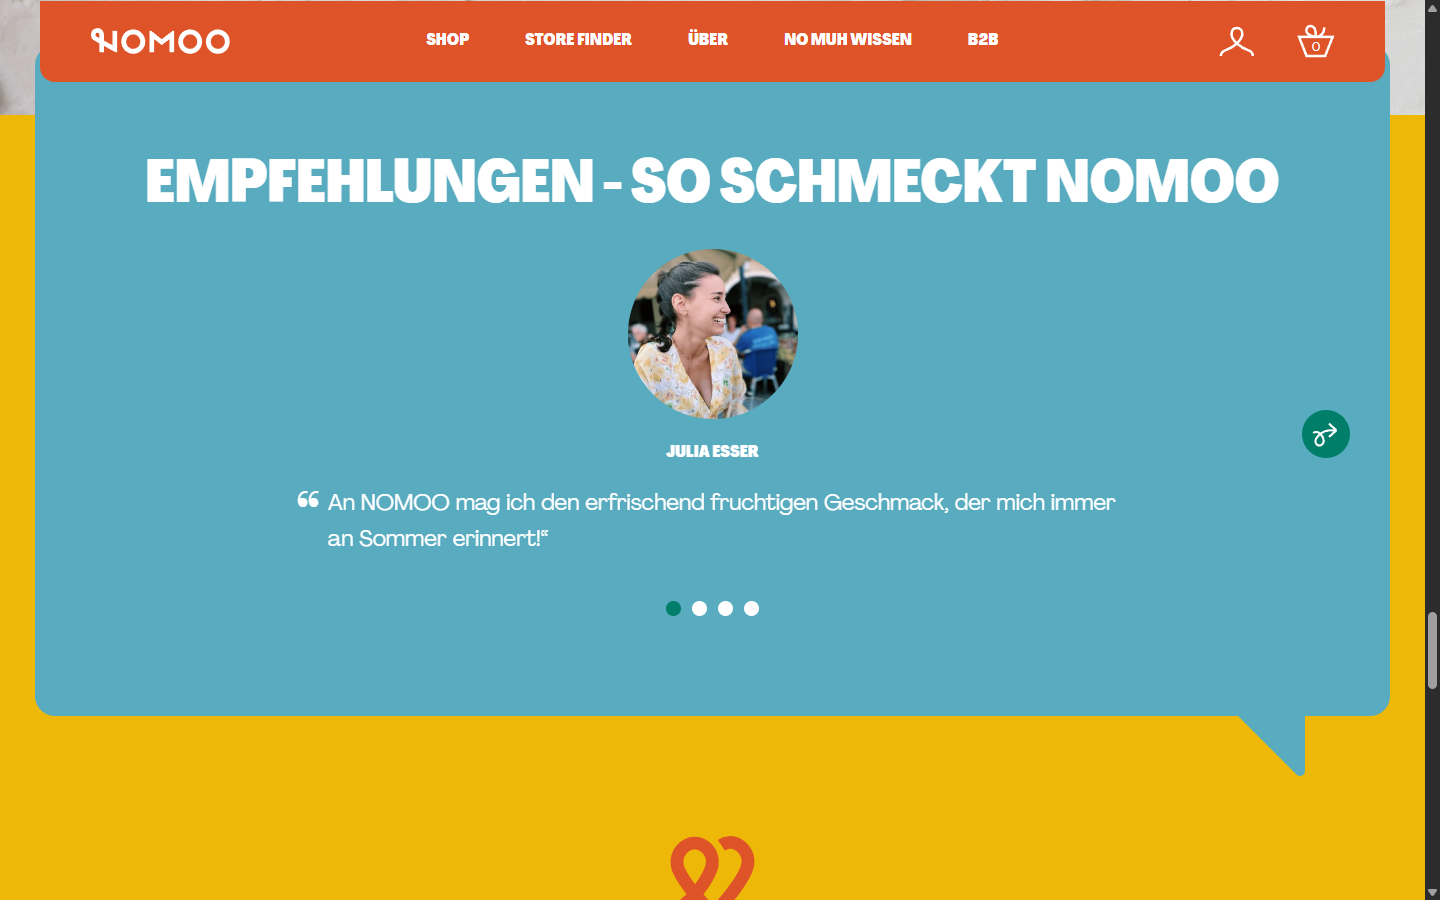 NOMOO
SHOP
STORE FINDER
ÜBER
NO MUH WISSEN
B2B
0
EMPFEHLUNGEN - SO SCHMECKT NOMOO
JULIA ESSER
“ An NOMOO mag ich den erfrischend fruchtigen Geschmack, der mich immer
an Sommer erinnert!“